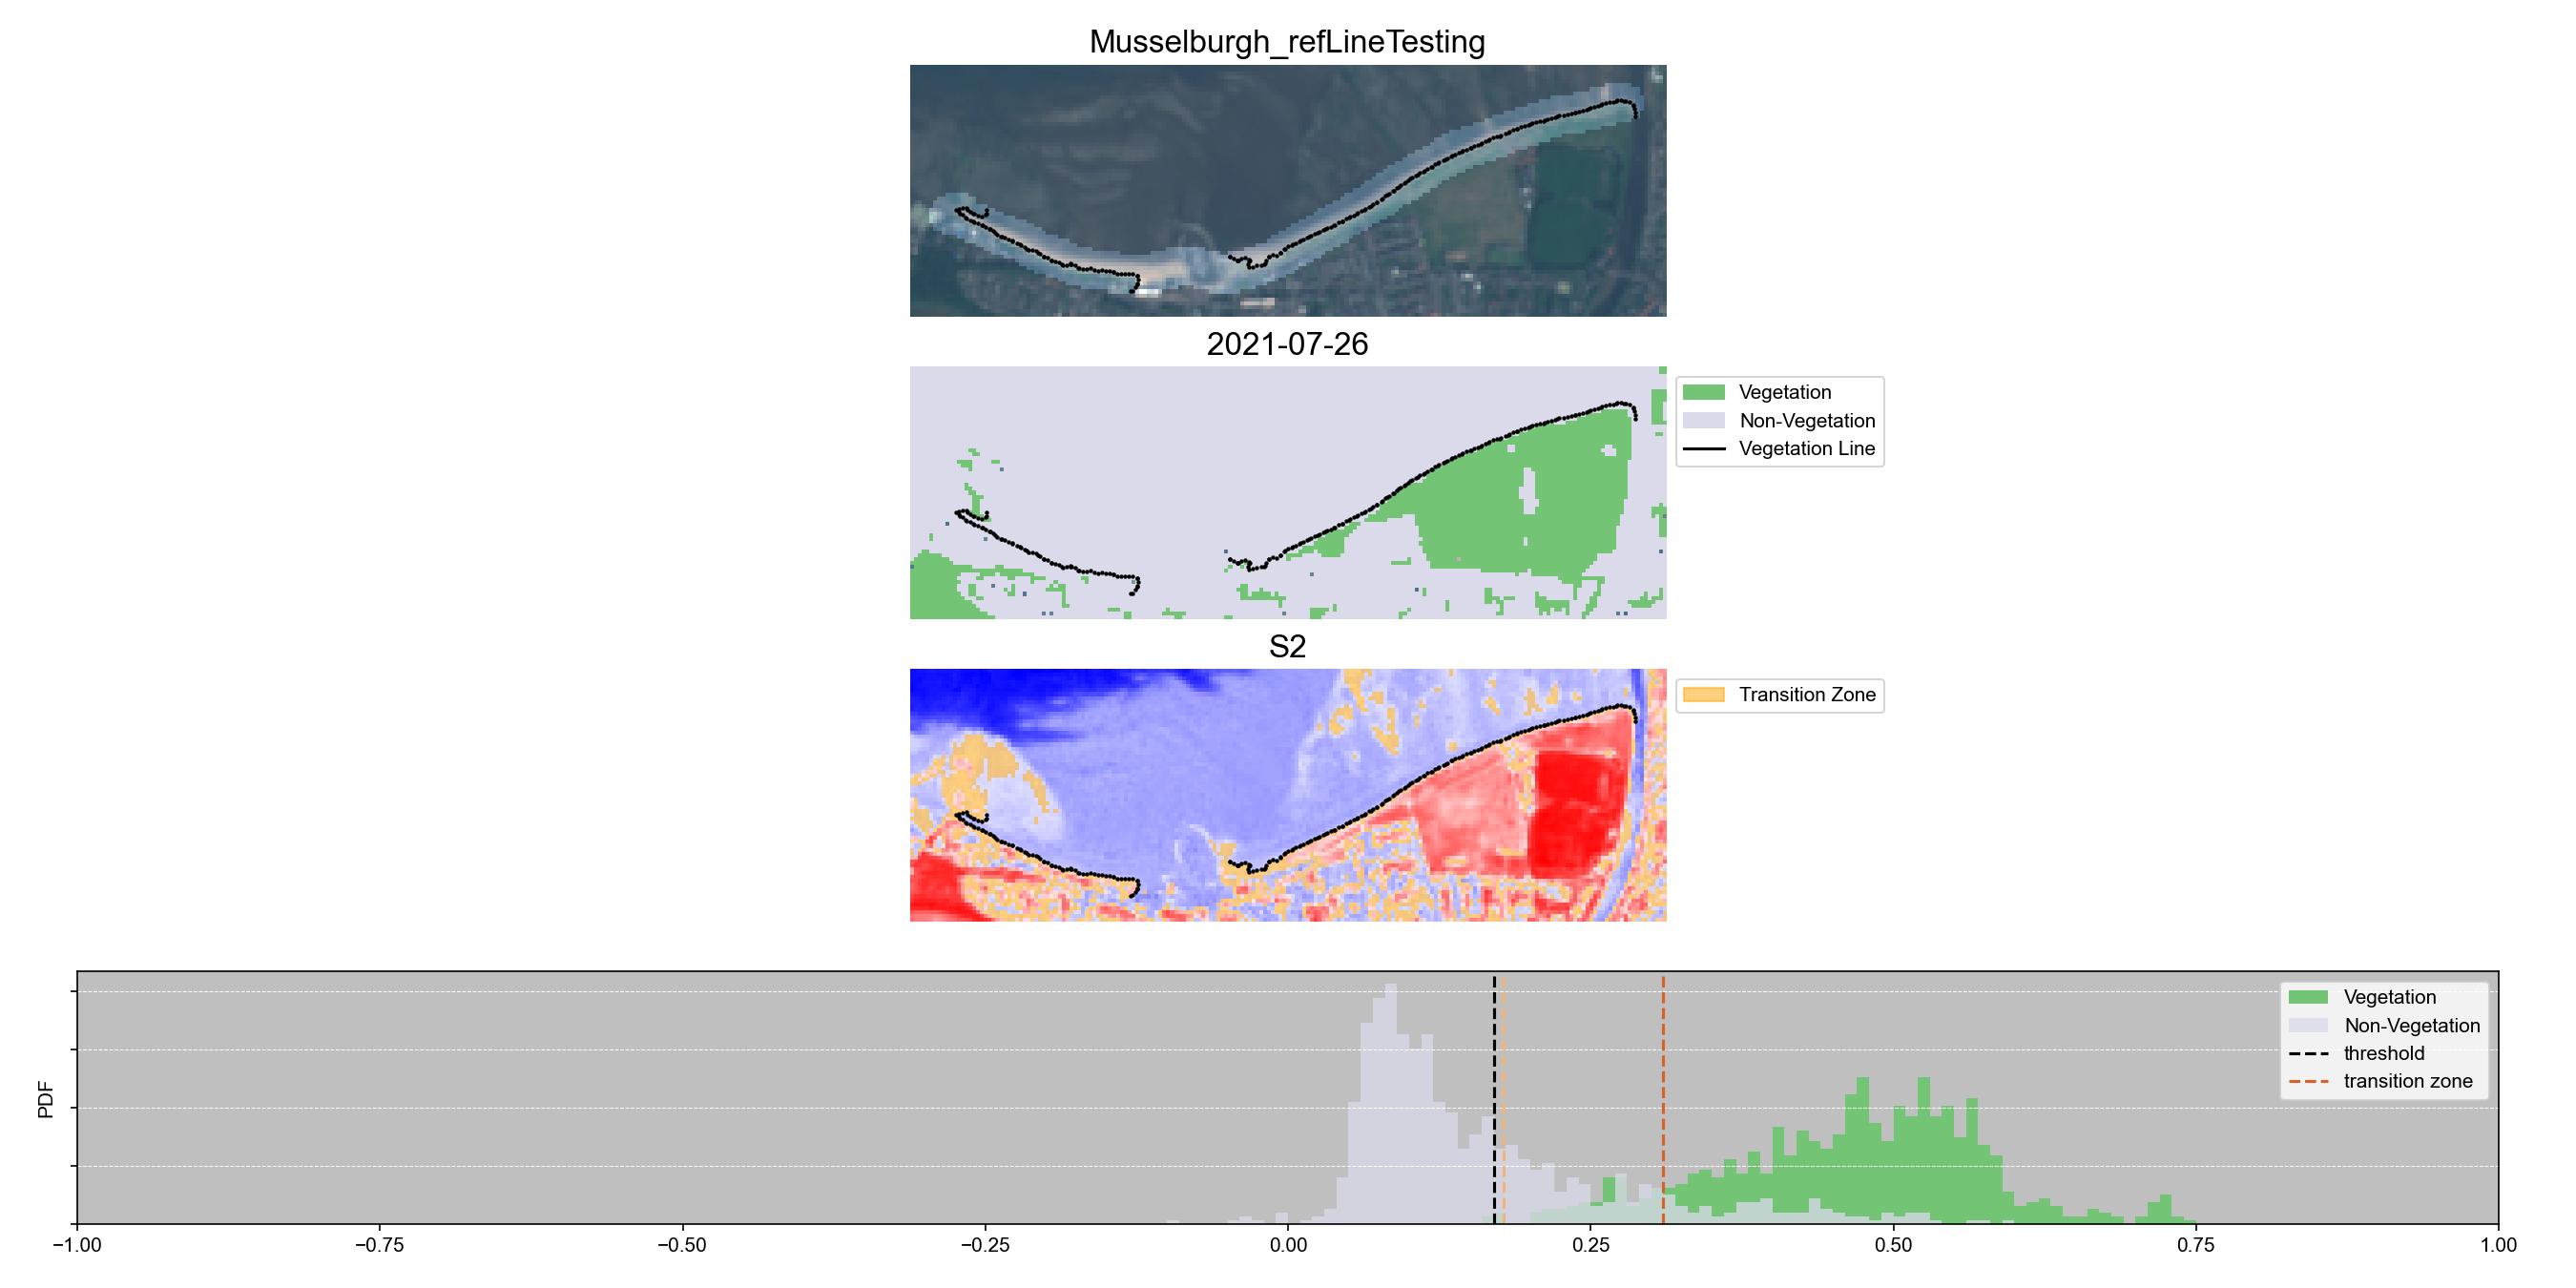 Musselburgh_refLineTesting
2021-07-26
Vegetation
Non-Vegetation
Vegetation Line
S2
Transition Zone
PDF
Vegetation
Non-Vegetation
threshold
transition zone
−1.00 −0.75 −0.50 −0.25 0.00 0.25 0.50 0.75 1.00